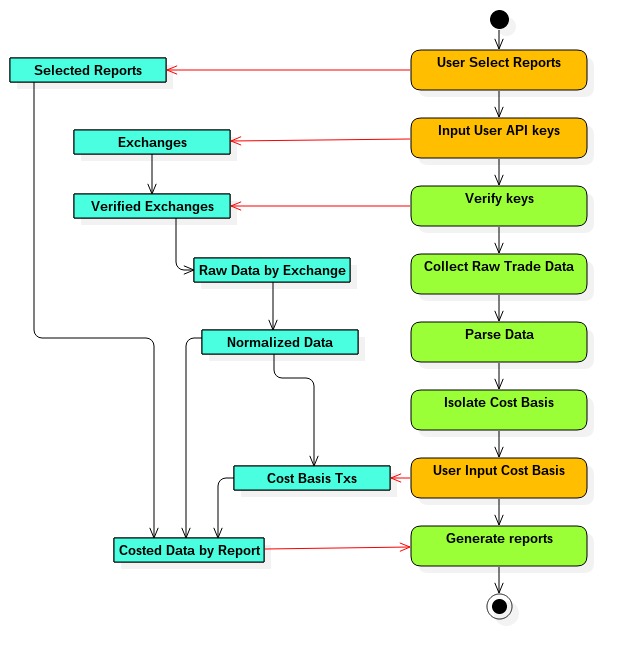 User Select Reports
Selected Reports
Input User API keys
Exchanges
Verify keys
Verified Exchanges
Collect Raw Trade Data
Raw Data by Exchange
Parse Data
Normalized Data
Isolate Cost Basis
User Input Cost Basis
Cost Basis Txs
Generate reports
Costed Data by Report